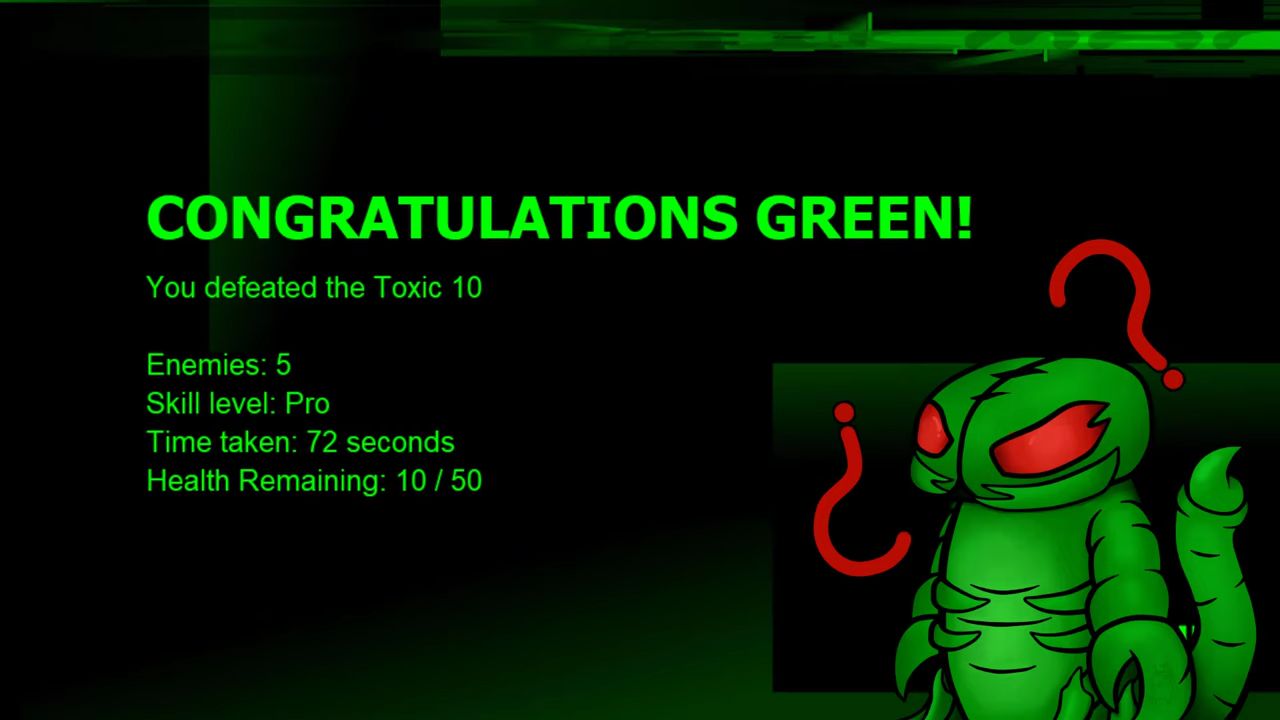 CONGRATULATIONS GREEN!
You defeated the Toxic 10
Enemies: 5
Skill level: Pro
Time taken: 72 seconds
Health Remaining: 10 / 50
?
?